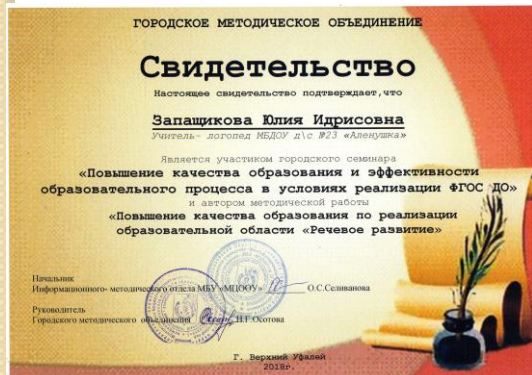 ГОРОДСКОЕ МЕТОДИЧЕСКОЕ ОБЪЕДИНЕНИЕ
Свидетельство
Настоящее свидетельство подтверждает, что
Запащикова Юлия Идрисовна
Учитель- логопед МБДОУ д\с №23 «Аленушка»
Является участником городского семинара
«Повышение качества образования и эффективности
образовательного процесса в условиях реализации ФГОС ДО»
и автором методической работы
«Повышение качества образования по реализации
образовательной области «Речевое развитие»
Начальник
Информационного- методического отдела МБУ «МЦООУ» О.С.Селиванова
Руководитель
Городского методического объединения Н.Г.Охотова
Г. Верхний Уфалей
2018г.